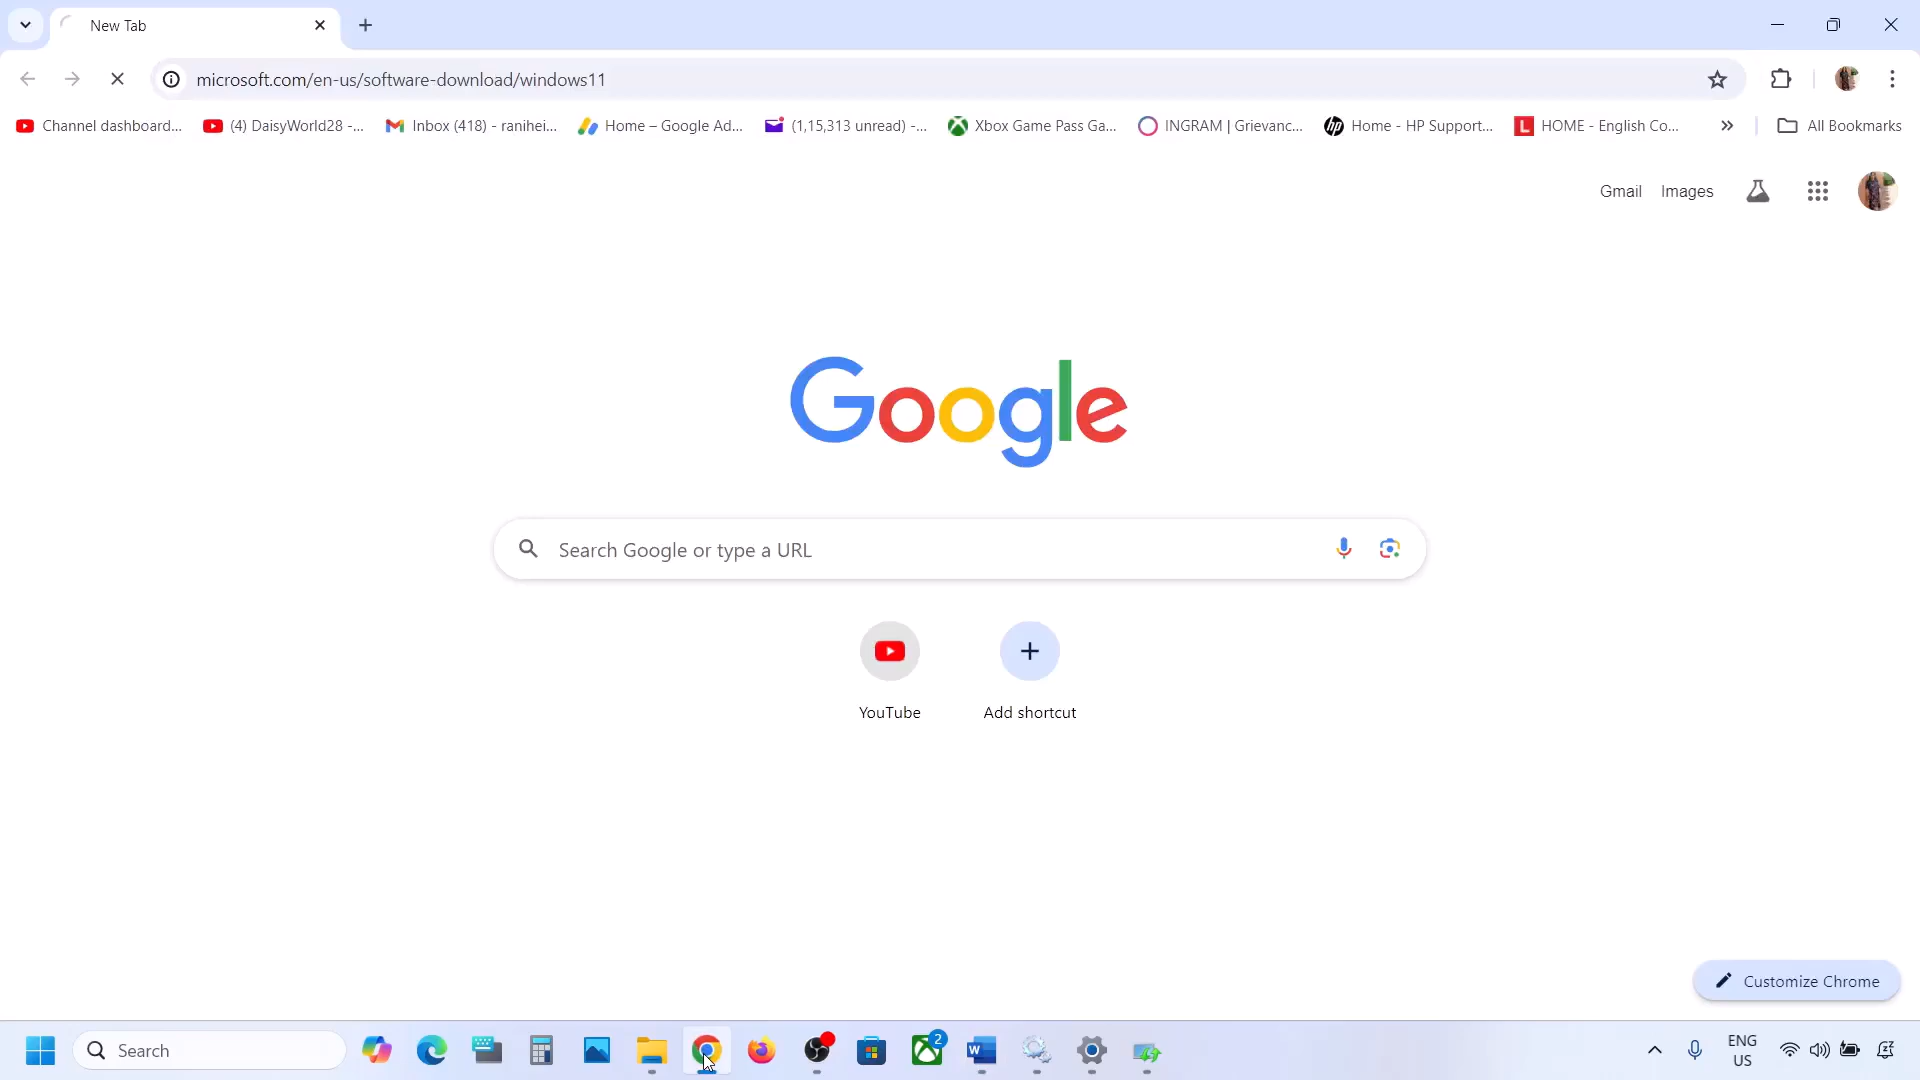 New Tab
microsoft.com/en-us/software-download/windows11
Channel dashboard...
(4) DaisyWorld28 -...
Inbox (418) - ranihei...
Home – Google Ad...
(1,15,313 unread) -...
Xbox Game Pass Ga...
INGRAM | Grievanc...
hp
Home - HP Support...
L
HOME - English Co...
All Bookmarks
Gmail
Images
Google
Search Google or type a URL
YouTube
Add shortcut
Customize Chrome
Search
2
W
ENG
US